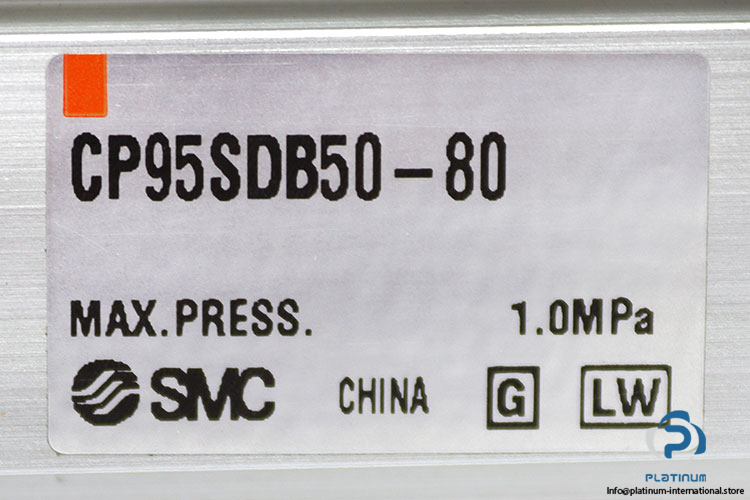 CP95SDB50-80
MAX.PRESS. 1.0MPa
SMC CHINA G LW
PLATINUM
Info@platinum-international.store